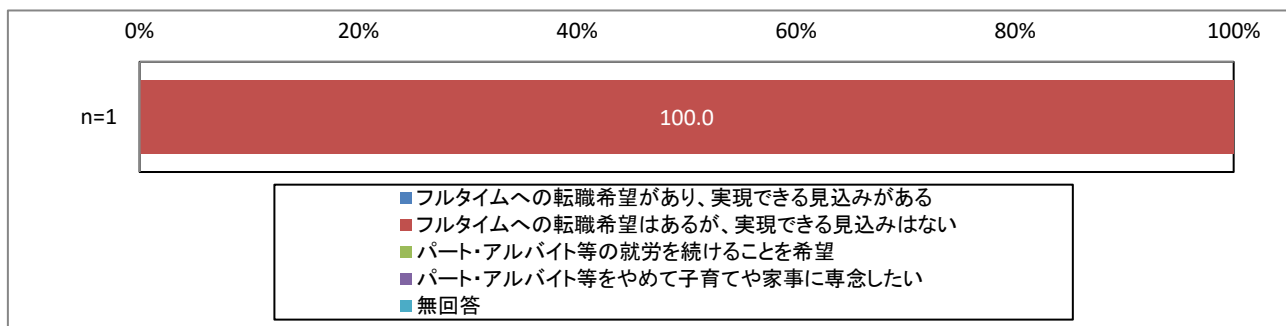 0% 20% 40% 60% 80% 100%
n=1 100.0
フルタイムへの転職希望があり、実現できる見込みがある
フルタイムへの転職希望はあるが、実現できる見込みはない
パート・アルバイト等の就労を続けることを希望
パート・アルバイト等をやめて子育てや家事に専念したい
無回答